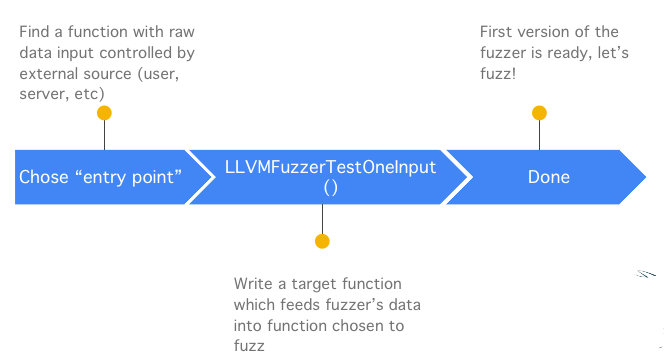 Find a function with raw
data input controlled by
external source (user,
server, etc)
First version of the
fuzzer is ready, let's
fuzz!
Chose “entry point”
LLVMFuzzerTestOneInput
()
Done
Write a target function
which feeds fuzzer's data
into function chosen to
fuzz